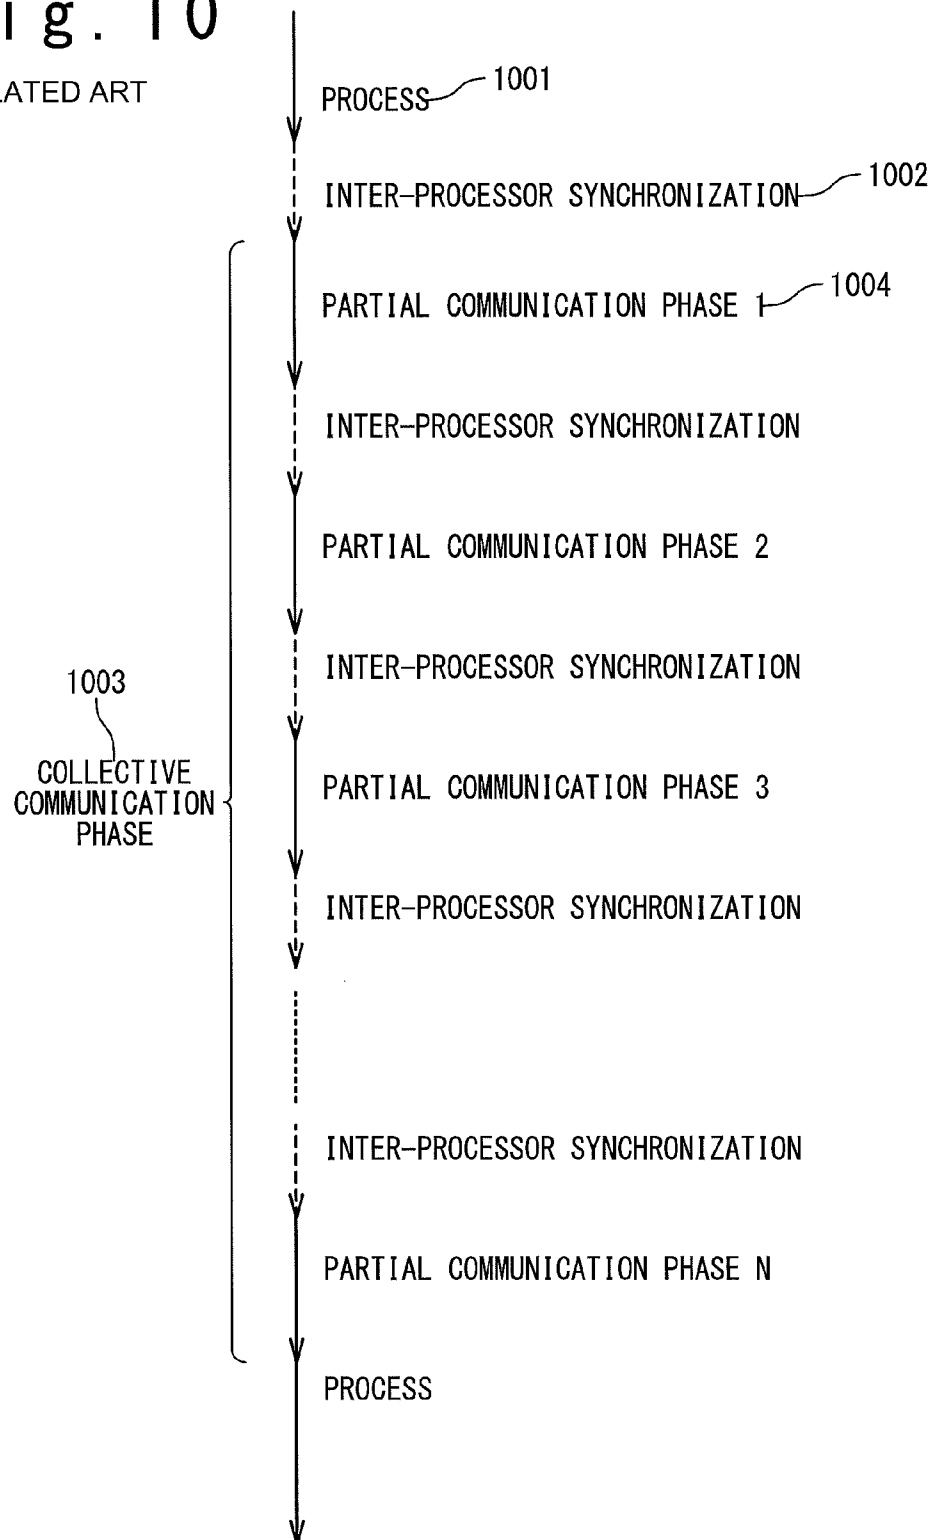 ig. 10
LATED ART
PROCESS 1001
INTER-PROCESSOR SYNCHRONIZATION 1002
PARTIAL COMMUNICATION PHASE 1 1004
INTER-PROCESSOR SYNCHRONIZATION
PARTIAL COMMUNICATION PHASE 2
INTER-PROCESSOR SYNCHRONIZATION
1003
COLLECTIVE
COMMUNICATION
PHASE
PARTIAL COMMUNICATION PHASE 3
INTER-PROCESSOR SYNCHRONIZATION
INTER-PROCESSOR SYNCHRONIZATION
PARTIAL COMMUNICATION PHASE N
PROCESS